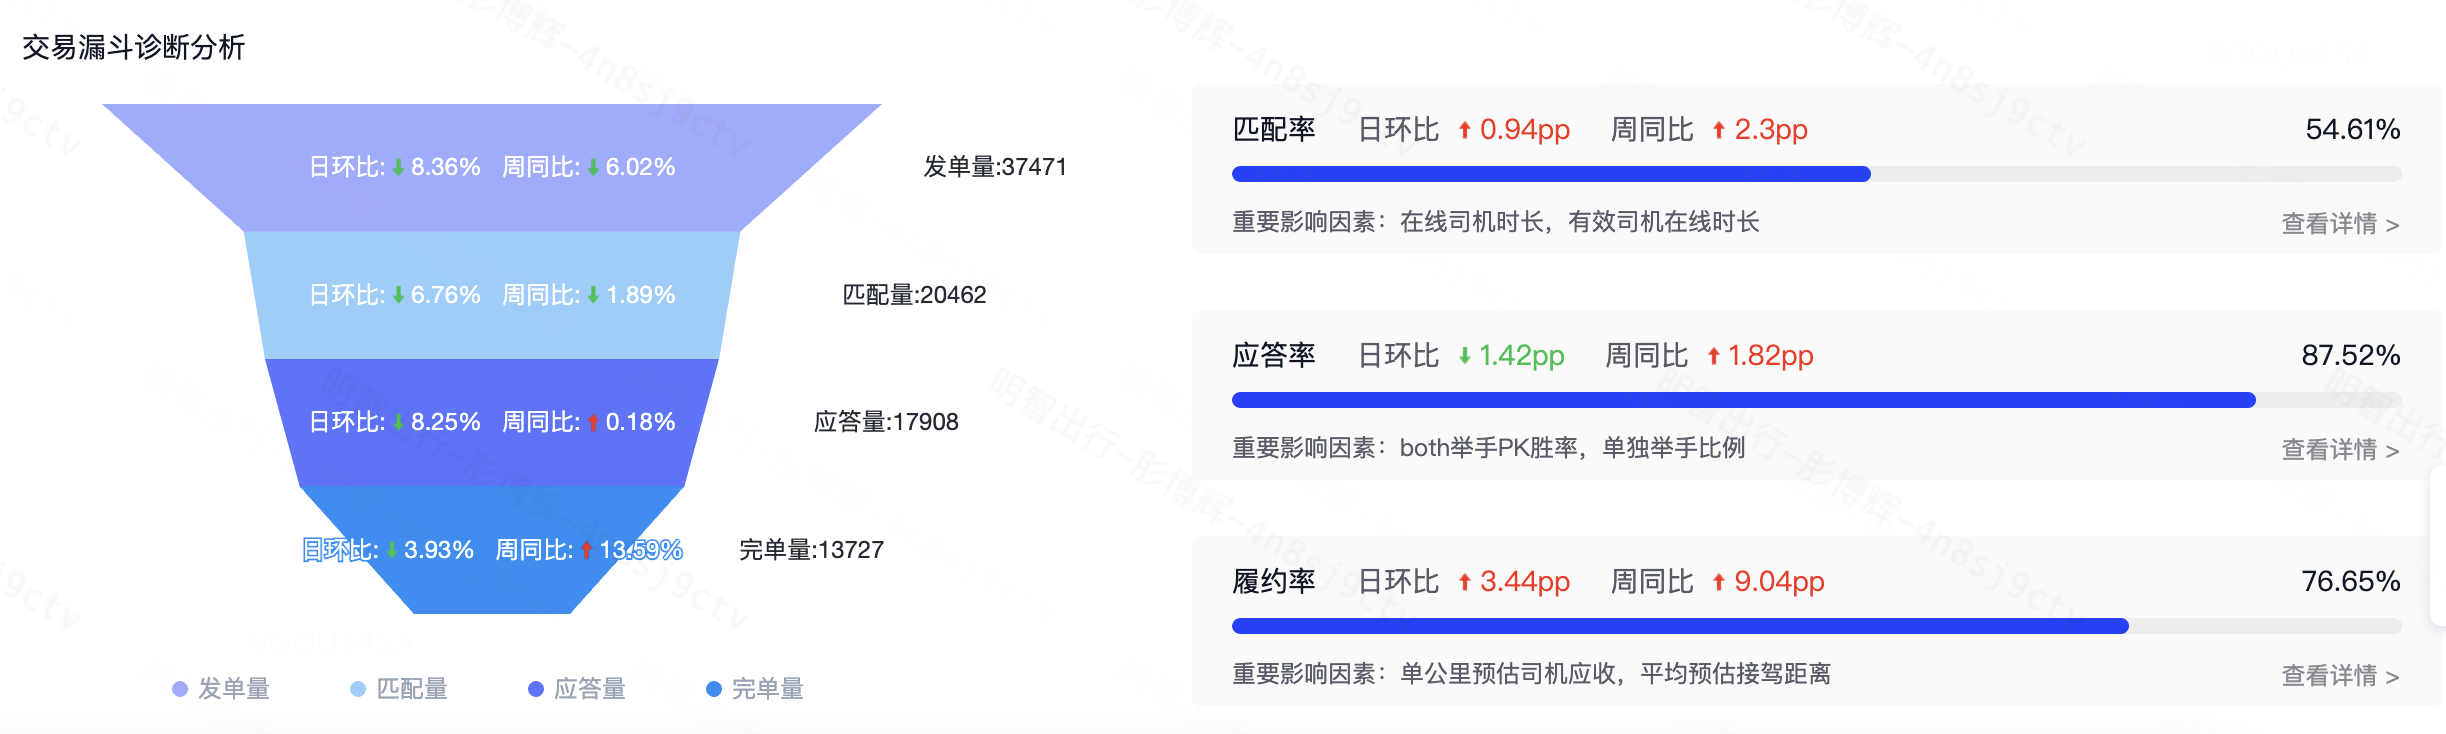 交易漏斗诊断分析
日环比: ↓ 8.36% 周同比: ↓ 6.02%
发单量:37471
日环比: ↓ 6.76% 周同比: ↓ 1.89%
匹配量:20462
日环比: ↓ 8.25% 周同比: ↑ 0.18%
应答量:17908
日环比: ↓ 3.93% 周同比: ↑ 13.59%
完单量:13727
发单量 匹配量 应答量 完单量
匹配率 日环比 ↑ 0.94pp 周同比 ↑ 2.3pp 54.61%
重要影响因素：在线司机时长，有效司机在线时长 查看详情 >
应答率 日环比 ↓ 1.42pp 周同比 ↑ 1.82pp 87.52%
重要影响因素：both举手PK胜率，单独举手比例 查看详情 >
履约率 日环比 ↑ 3.44pp 周同比 ↑ 9.04pp 76.65%
重要影响因素：单公里预估司机应收，平均预估接驾距离 查看详情 >
明智出行-彤博辉-4n8sj9ctv